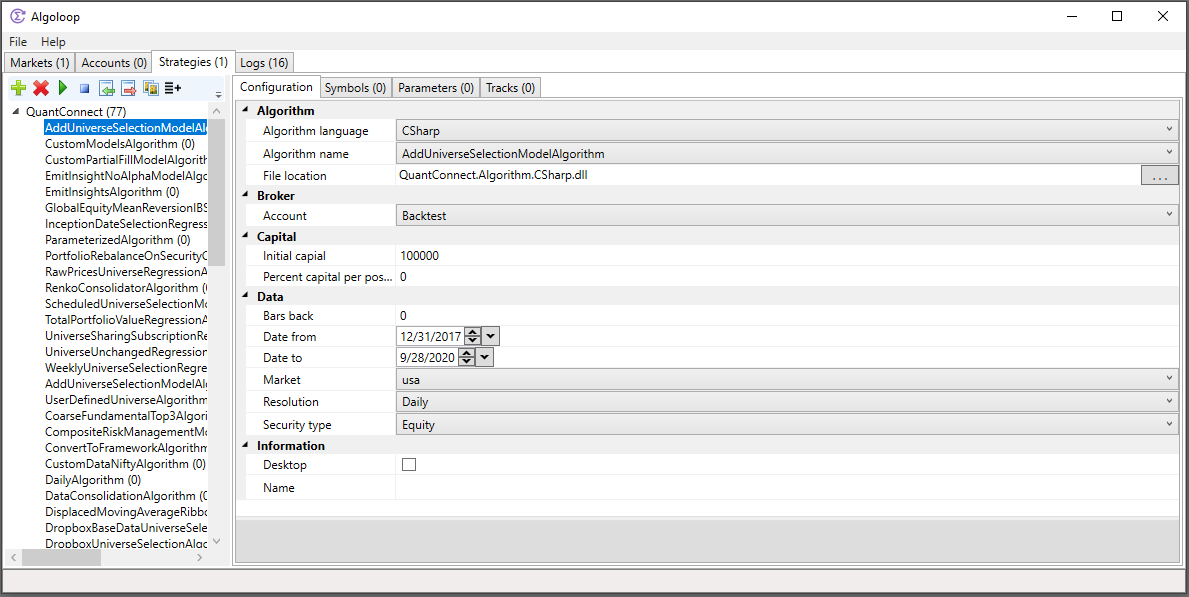 Algoloop
File Help
Markets (1) Accounts (0) Strategies (1) Logs (16)
Configuration Symbols (0) Parameters (0) Tracks (0)
QuantConnect (77)
AddUniverseSelectionModelAl
CustomModelsAlgorithm (0)
CustomPartialFillModelAlgorith
EmitInsightNoAlphaModelAlgo
EmitInsightsAlgorithm (0)
GlobalEquityMeanReversionIBS
InceptionDateSelectionRegress
ParameterizedAlgorithm (0)
PortfolioRebalanceOnSecurityC
RawPricesUniverseRegressionA
RenkoConsolidatorAlgorithm (
ScheduledUniverseSelectionMo
TotalPortfolioValueRegressionA
UniverseSharingSubscriptionRe
UniverseUnchangedRegression
WeeklyUniverseSelectionRegre
AddUniverseSelectionModelAl
UserDefinedUniverseAlgorithm
CoarseFundamentalTop3Algori
CompositeRiskManagementMo
ConvertToFrameworkAlgorithm
CustomDataNiftyAlgorithm (0)
DailyAlgorithm (0)
DataConsolidationAlgorithm (0
DisplacedMovingAverageRibbo
DropboxBaseDataUniverseSele
DropboxUniverseSelectionAlgo
Algorithm
Algorithm language CSharp
Algorithm name AddUniverseSelectionModelAlgorithm
File location QuantConnect.Algorithm.CSharp.dll ...
Broker
Account Backtest
Capital
Initial capial 100000
Percent capital per pos... 0
Data
Bars back 0
Date from 12/31/2017
Date to 9/28/2020
Market usa
Resolution Daily
Security type Equity
Information
Desktop
Name